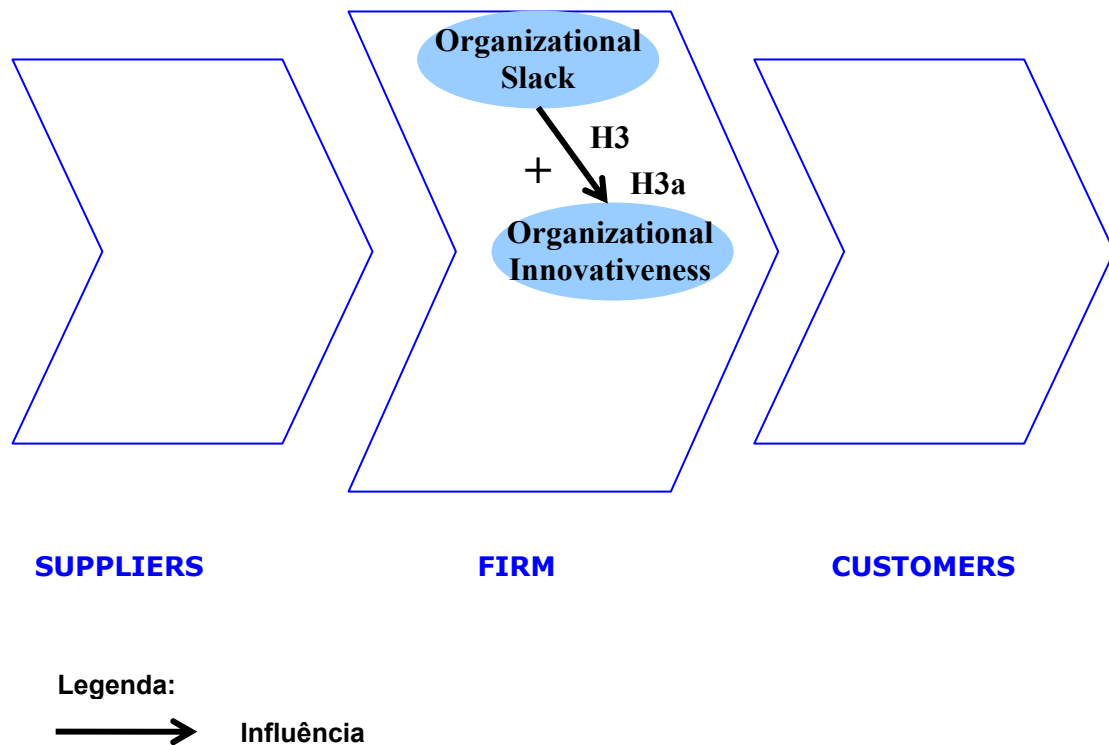 Organizational
Slack
H3
+
H3a
Organizational
Innovativeness
SUPPLIERS
FIRM
CUSTOMERS
Legenda:
Influência